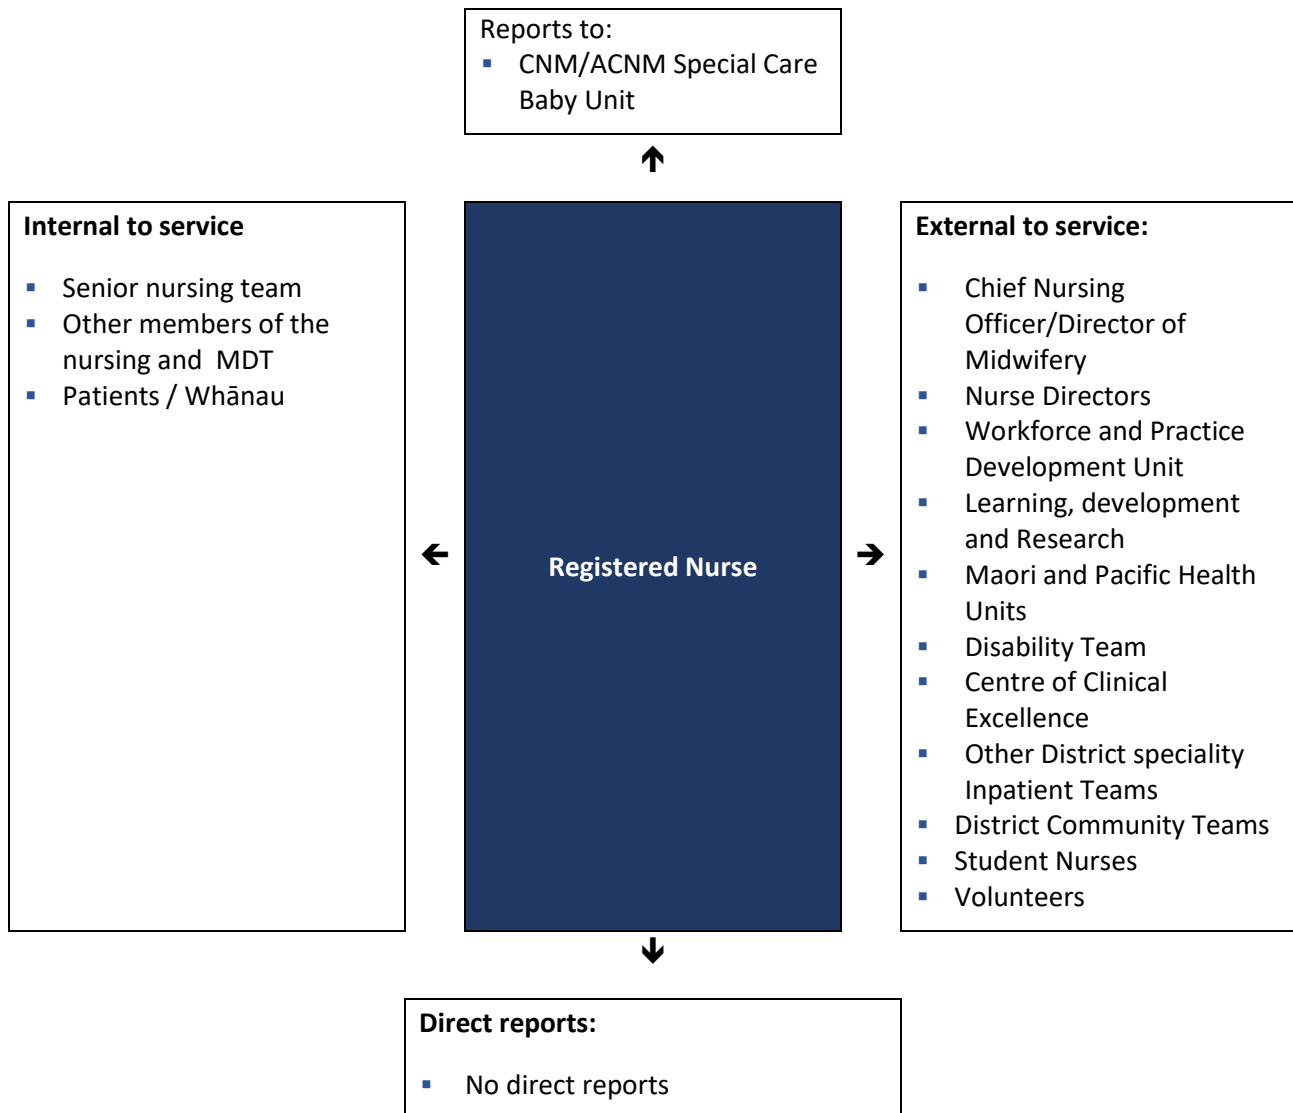 Reports to:
▪ CNM/ACNM Special Care
Baby Unit
Internal to service
▪ Senior nursing team
▪ Other members of the
nursing and  MDT
▪ Patients / Whānau
Registered Nurse
External to service:
▪ Chief Nursing
Officer/Director of
Midwifery
▪ Nurse Directors
▪ Workforce and Practice
Development Unit
▪ Learning, development
and Research
▪ Maori and Pacific Health
Units
▪ Disability Team
▪ Centre of Clinical
Excellence
▪ Other District speciality
Inpatient Teams
▪ District Community Teams
▪ Student Nurses
▪ Volunteers
Direct reports:
▪ No direct reports